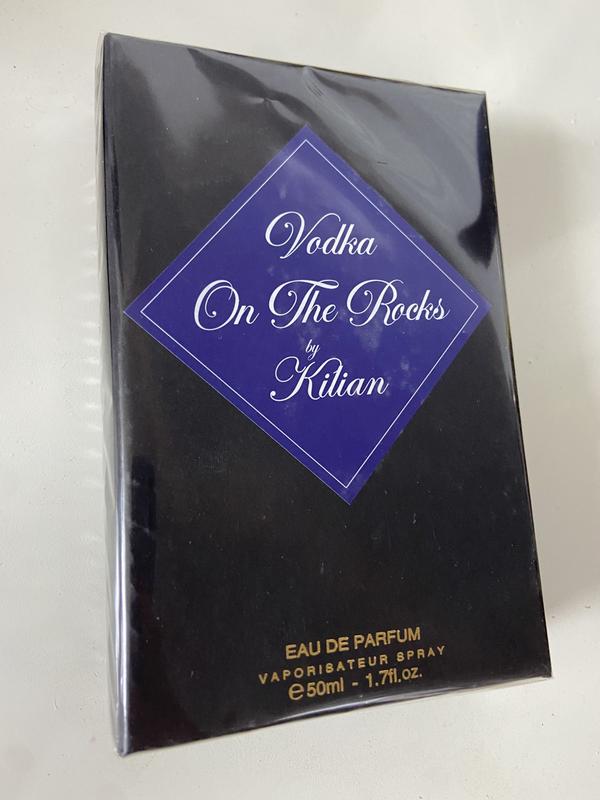 Vodka
On The Rocks
by
Kilian
EAU DE PARFUM
VAPORISATEUR SPRAY
℮50ml - 1.7fl.oz.